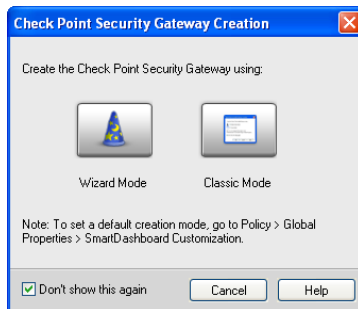 Check Point Security Gateway Creation
Create the Check Point Security Gateway using:
Wizard Mode
Classic Mode
Note: To set a default creation mode, go to Policy > Global
Properties > SmartDashboard Customization.
Don't show this again
Cancel
Help